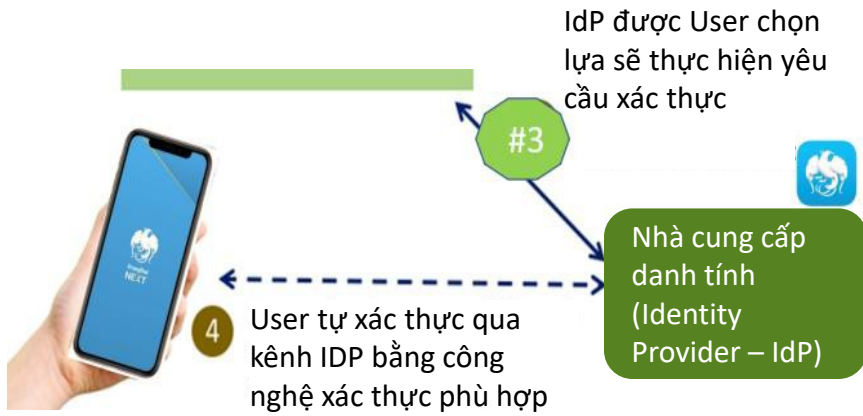 IdP được User chọn
lựa sẽ thực hiện yêu
cầu xác thực
#3
Nhà cung cấp
danh tính
(Identity
Provider – IdP)
NEXT
4
User tự xác thực qua
kênh IDP bằng công
nghệ xác thực phù hợp